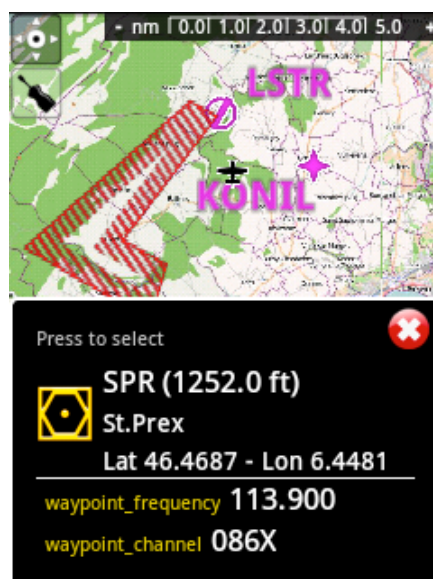 - nm 0.0 1.0 2.0 3.0 4.0 5.0 +
LSTR
KONIL
Press to select
SPR (1252.0 ft)
St.Prex
Lat 46.4687 - Lon 6.4481
waypoint_frequency 113.900
waypoint_channel 086X